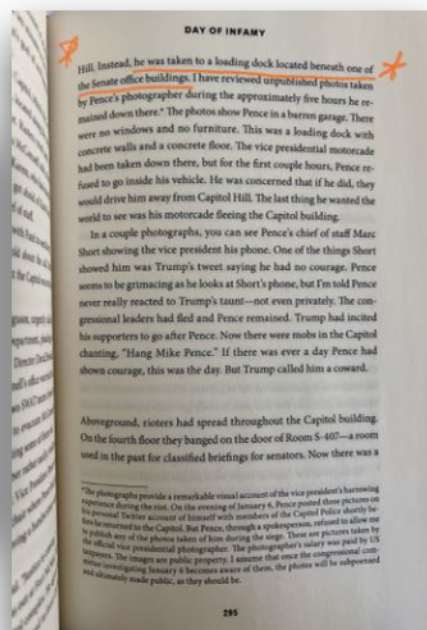 DAY OF INFAMY
Hill. Instead, he was taken to a loading dock located beneath one of
the Senate office buildings. I have reviewed unpublished photos taken
by Pence's photographer during the approximately five hours he re-
mained down there.* The photos show Pence in a barren garage. There
were no windows and no furniture. This was a loading dock with
concrete walls and a concrete floor. The vice presidential motorcade
had been taken down there, but for the first couple hours, Pence re-
fused to go inside his vehicle. He was concerned that if he did, they
would drive him away from Capitol Hill. The last thing he wanted the
world to see was his motorcade fleeing the Capitol building.
In a couple photographs, you can see Pence's chief of staff Marc
Short showing the vice president his phone. One of the things Short
showed him was Trump's tweet saying he had no courage. Pence
seems to be grimacing as he looks at Short's phone, but I'm told Pence
never really reacted to Trump's taunt—not even privately. The con-
gressional leaders had fled and Pence remained. Trump had incited
his supporters to go after Pence. Now there were mobs in the Capitol
chanting, "Hang Mike Pence." If there was ever a day Pence had
shown courage, this was the day. But Trump called him a coward.
Aboveground, rioters had spread throughout the Capitol building.
On the fourth floor they banged on the door of Room S-407—a room
used in the past for classified briefings for senators. Now there was a
*The photographs provide a remarkable visual account of the vice president's harrowing
experience during the riot. On the evening of January 6, Pence posted three pictures on
his personal Twitter account of himself with members of the Capitol Police shortly be-
fore he returned to the Capitol. But Pence, through a spokesperson, refused to allow me
to publish any of the photos taken of him during the siege. These are pictures taken by
the official vice presidential photographer. The photographer's salary was paid by US
taxpayers. The images are public property. I assume that once the congressional com-
mittee investigating January 6 becomes aware of them, the photos will be subpoenaed
and ultimately made public, as they should be.
295